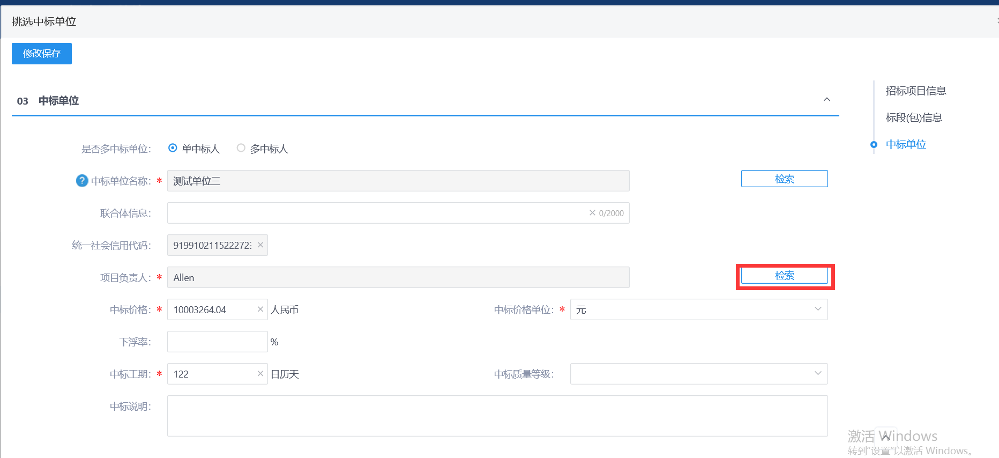 挑选中标单位
修改保存
03 中标单位
招标项目信息
标段(包)信息
中标单位
是否多中标单位： 单中标人 多中标人
? 中标单位名称：* 测试单位三 检索
联合体信息： × 0/2000
统一社会信用代码： 919910211522272 ×
项目负责人：* Allen 检索
中标价格：* 10003264.04 × 人民币 中标价格单位：* 元
下浮率： %
中标工期：* 122 × 日历天 中标质量等级：
中标说明：
激活 Windows
转到"设置"以激活 Windows。